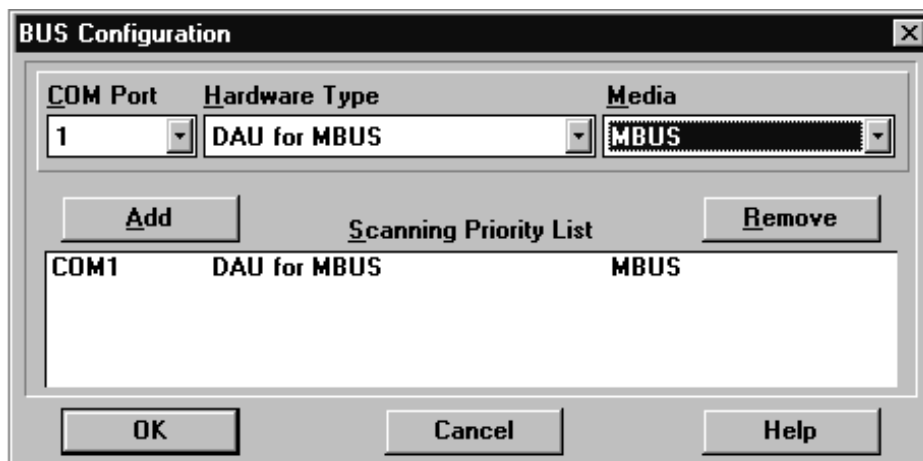 BUS Configuration
COM Port Hardware Type Media
1 DAU for MBUS MBUS
Add Scanning Priority List Remove
COM1 DAU for MBUS MBUS
OK Cancel Help